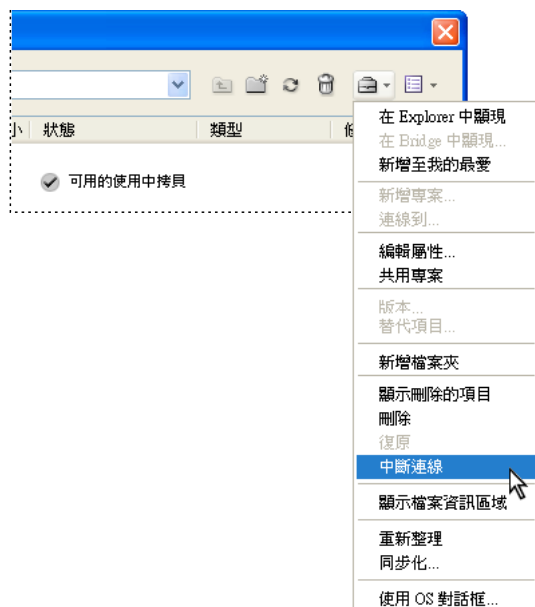 狀態 類型
可用的使用中拷貝
在 Explorer 中顯現
在 Bridge 中顯現...
新增至我的最愛
新增專案...
連線到...
編輯屬性...
共用專案
版本...
替代項目...
新增檔案夾
顯示刪除的項目
刪除
復原
中斷連線
顯示檔案資訊區域
重新整理
同步化...
使用 OS 對話框...